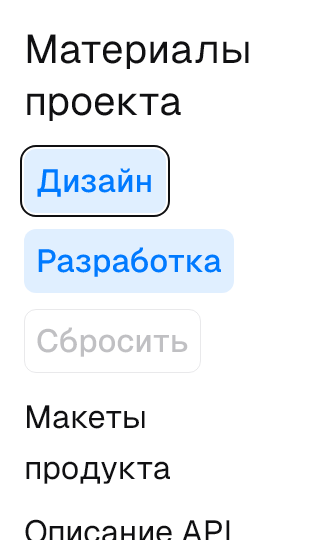 Материалы
проекта
Дизайн
Разработка
Сбросить
Макеты
продукта
Описание API